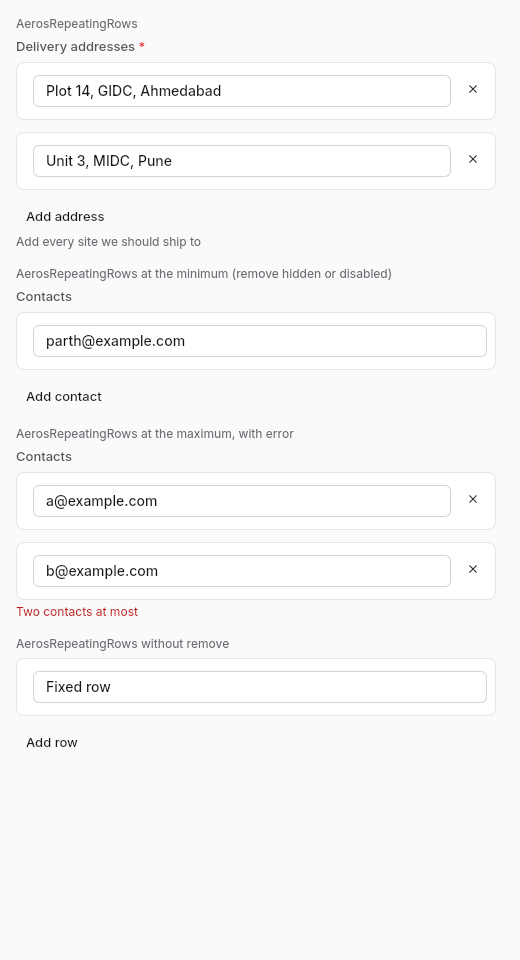 AerosRepeatingRows
Delivery addresses *
Plot 14, GIDC, Ahmedabad
Unit 3, MIDC, Pune
Add address
Add every site we should ship to
AerosRepeatingRows at the minimum (remove hidden or disabled)
Contacts
parth@example.com
Add contact
AerosRepeatingRows at the maximum, with error
Contacts
a@example.com
b@example.com
Two contacts at most
AerosRepeatingRows without remove
Fixed row
Add row